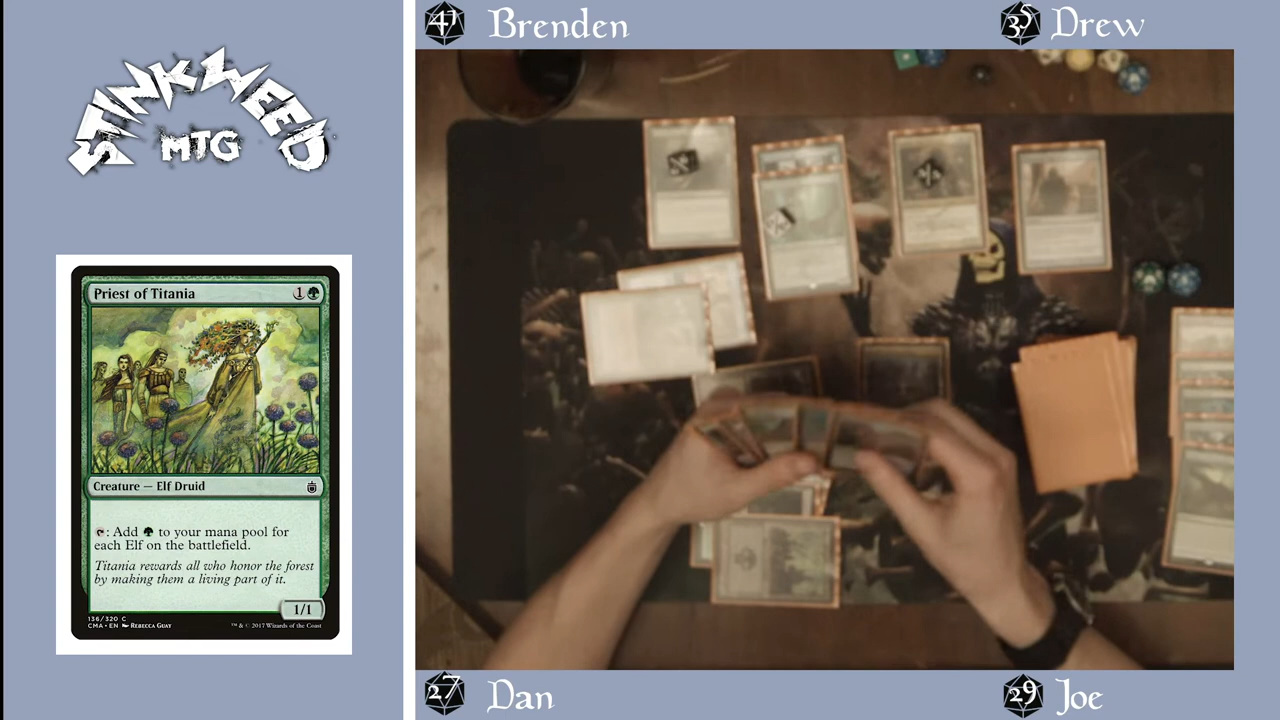 STINKWEED
MTG
Priest of Titania 1
Creature — Elf Druid
: Add to your mana pool for
each Elf on the battlefield.
Titania rewards all who honor the forest
by making them a living part of it.
1/1
136/320 C
CMA • EN Rebecca Guay
™ & © 2017 Wizards of the Coast
41 Brenden
35 Drew
27 Dan
29 Joe